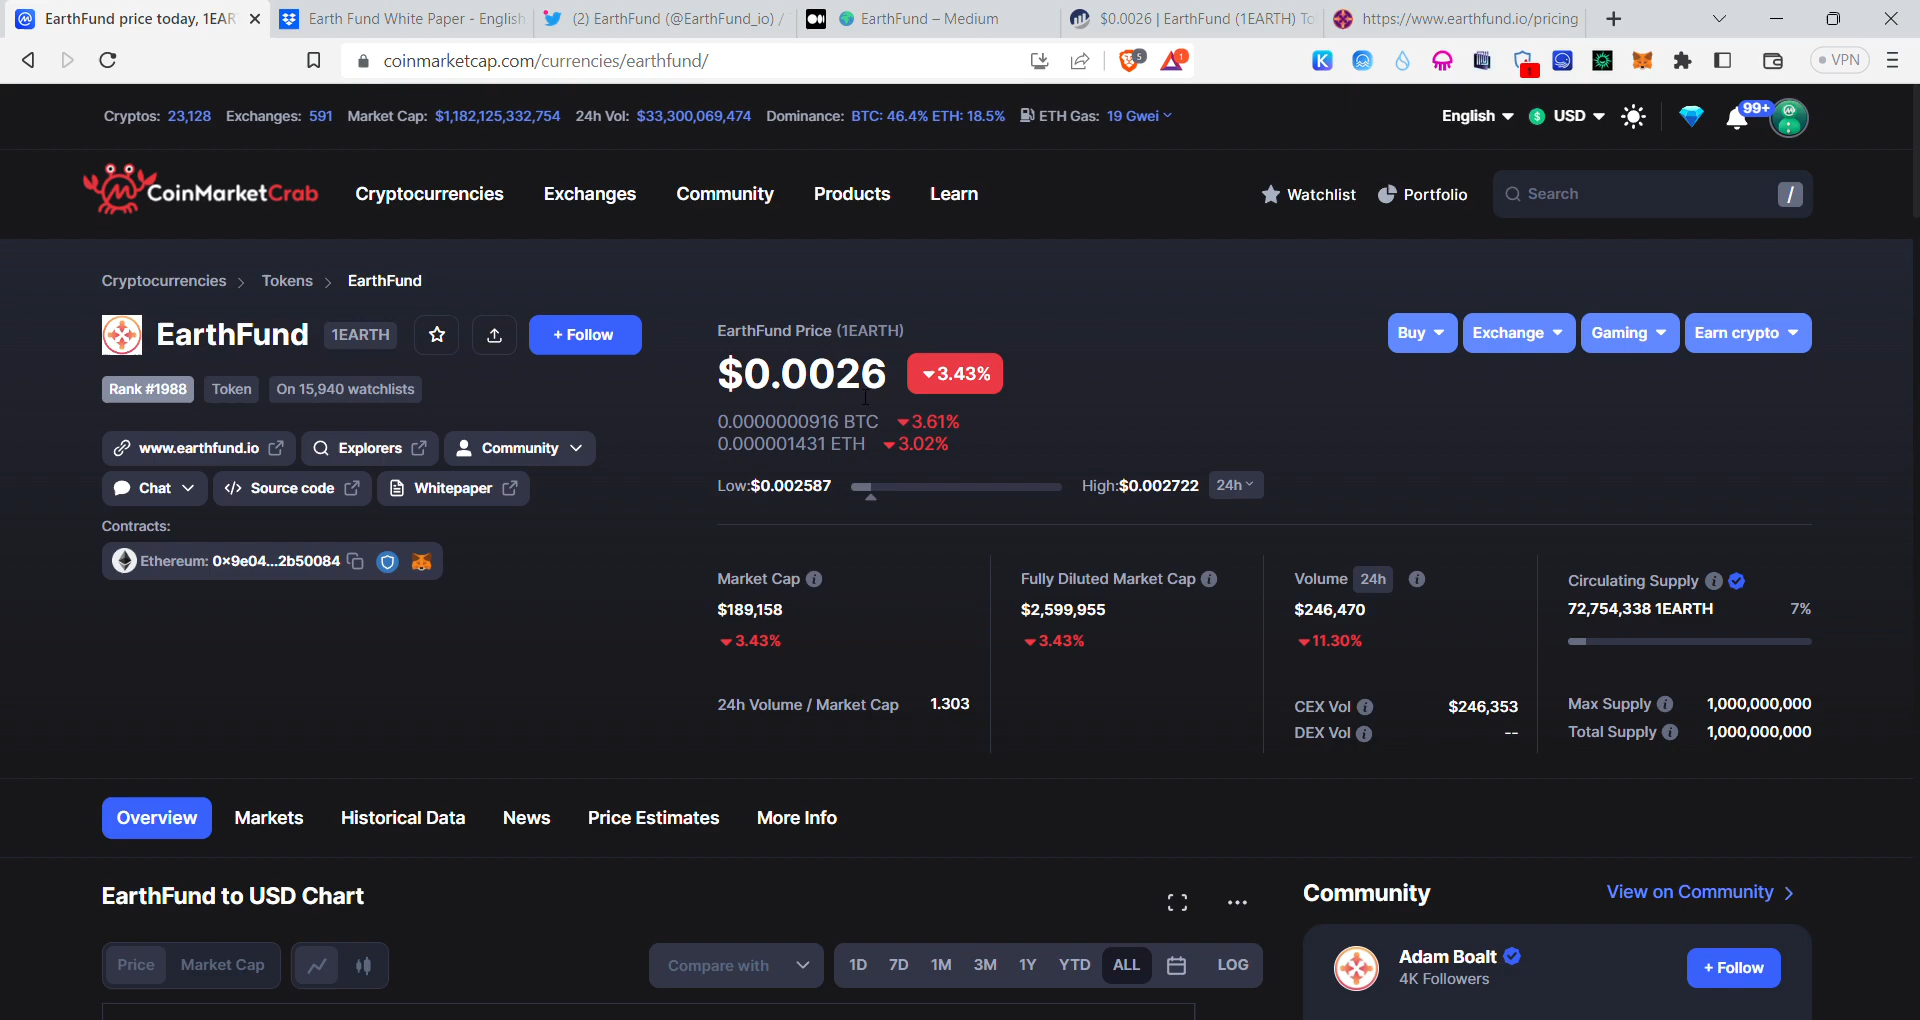 EarthFund price today, 1EAR
Earth Fund White Paper - English
(2) EarthFund (@EarthFund_io) /
EarthFund – Medium
$0.0026 | EarthFund (1EARTH) To
https://www.earthfund.io/pricing
coinmarketcap.com/currencies/earthfund/
5
1
VPN
Cryptos: 23,128 Exchanges: 591 Market Cap: $1,182,125,332,754 24h Vol: $33,300,069,474 Dominance: BTC: 46.4% ETH: 18.5% ETH Gas: 19 Gwei
English
USD
99+
CoinMarketCrab
Cryptocurrencies
Exchanges
Community
Products
Learn
Watchlist
Portfolio
Search
/
Cryptocurrencies > Tokens > EarthFund
EarthFund 1EARTH
+ Follow
Rank #1988
Token
On 15,940 watchlists
www.earthfund.io
Explorers
Community
Chat
Source code
Whitepaper
Contracts:
Ethereum: 0x9e04...2b50084
EarthFund Price (1EARTH)
$0.0026
3.43%
0.0000000916 BTC 3.61%
0.000001431 ETH 3.02%
Low:$0.002587
High:$0.002722
24h
Buy
Exchange
Gaming
Earn crypto
Market Cap
$189,158
3.43%
24h Volume / Market Cap 1.303
Fully Diluted Market Cap
$2,599,955
3.43%
Volume 24h
$246,470
11.30%
CEX Vol $246,353
DEX Vol --
Circulating Supply
72,754,338 1EARTH 7%
Max Supply 1,000,000,000
Total Supply 1,000,000,000
Overview
Markets
Historical Data
News
Price Estimates
More Info
EarthFund to USD Chart
Price
Market Cap
Compare with
1D 7D 1M 3M 1Y YTD ALL LOG
Community
View on Community >
Adam Boalt
4K Followers
+ Follow